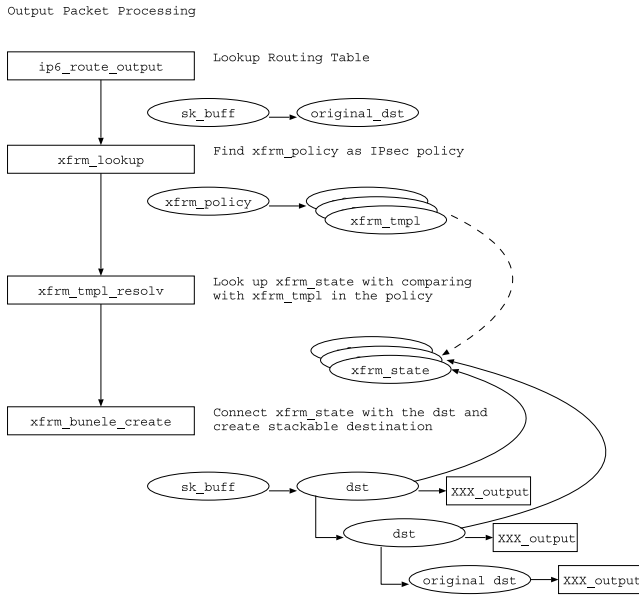 Output Packet Processing
ip6_route_output
Lookup Routing Table
sk_buff
original_dst
xfrm_lookup
Find xfrm_policy as IPsec policy
xfrm_policy
xfrm_tmpl
xfrm_tmpl_resolv
Look up xfrm_state with comparing
with xfrm_tmpl in the policy
xfrm_state
xfrm_bunele_create
Connect xfrm_state with the dst and
create stackable destination
sk_buff
dst
XXX_output
dst
XXX_output
original dst
XXX_output